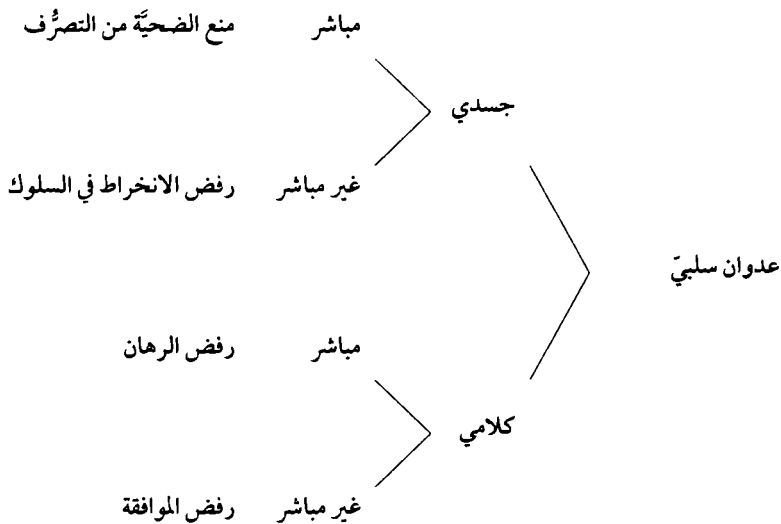 مباشر منع الضحيَّة من التصرُّف
جسدي
غير مباشر رفض الانخراط في السلوك
عدوان سلبيّ
مباشر رفض الرهان
كلامي
غير مباشر رفض الموافقة